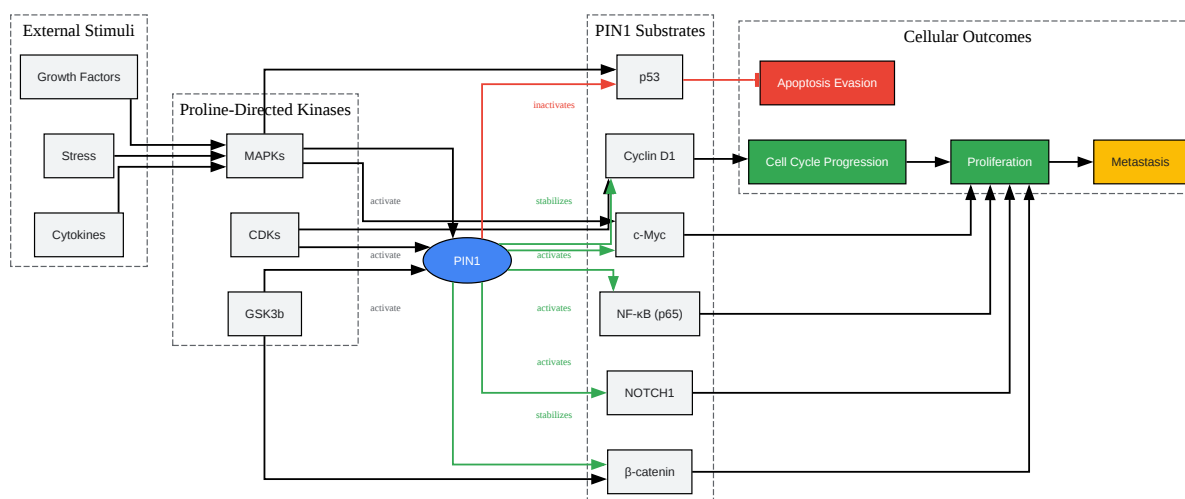 External Stimuli
Growth Factors
Stress
Cytokines
Proline-Directed Kinases
MAPKs
CDKs
GSK3b
activate
activate
activate
PIN1
inactivates
stabilizes
activates
activates
activates
stabilizes
PIN1 Substrates
p53
Cyclin D1
c-Myc
NF-κB (p65)
NOTCH1
β-catenin
Cellular Outcomes
Apoptosis Evasion
Cell Cycle Progression
Proliferation
Metastasis